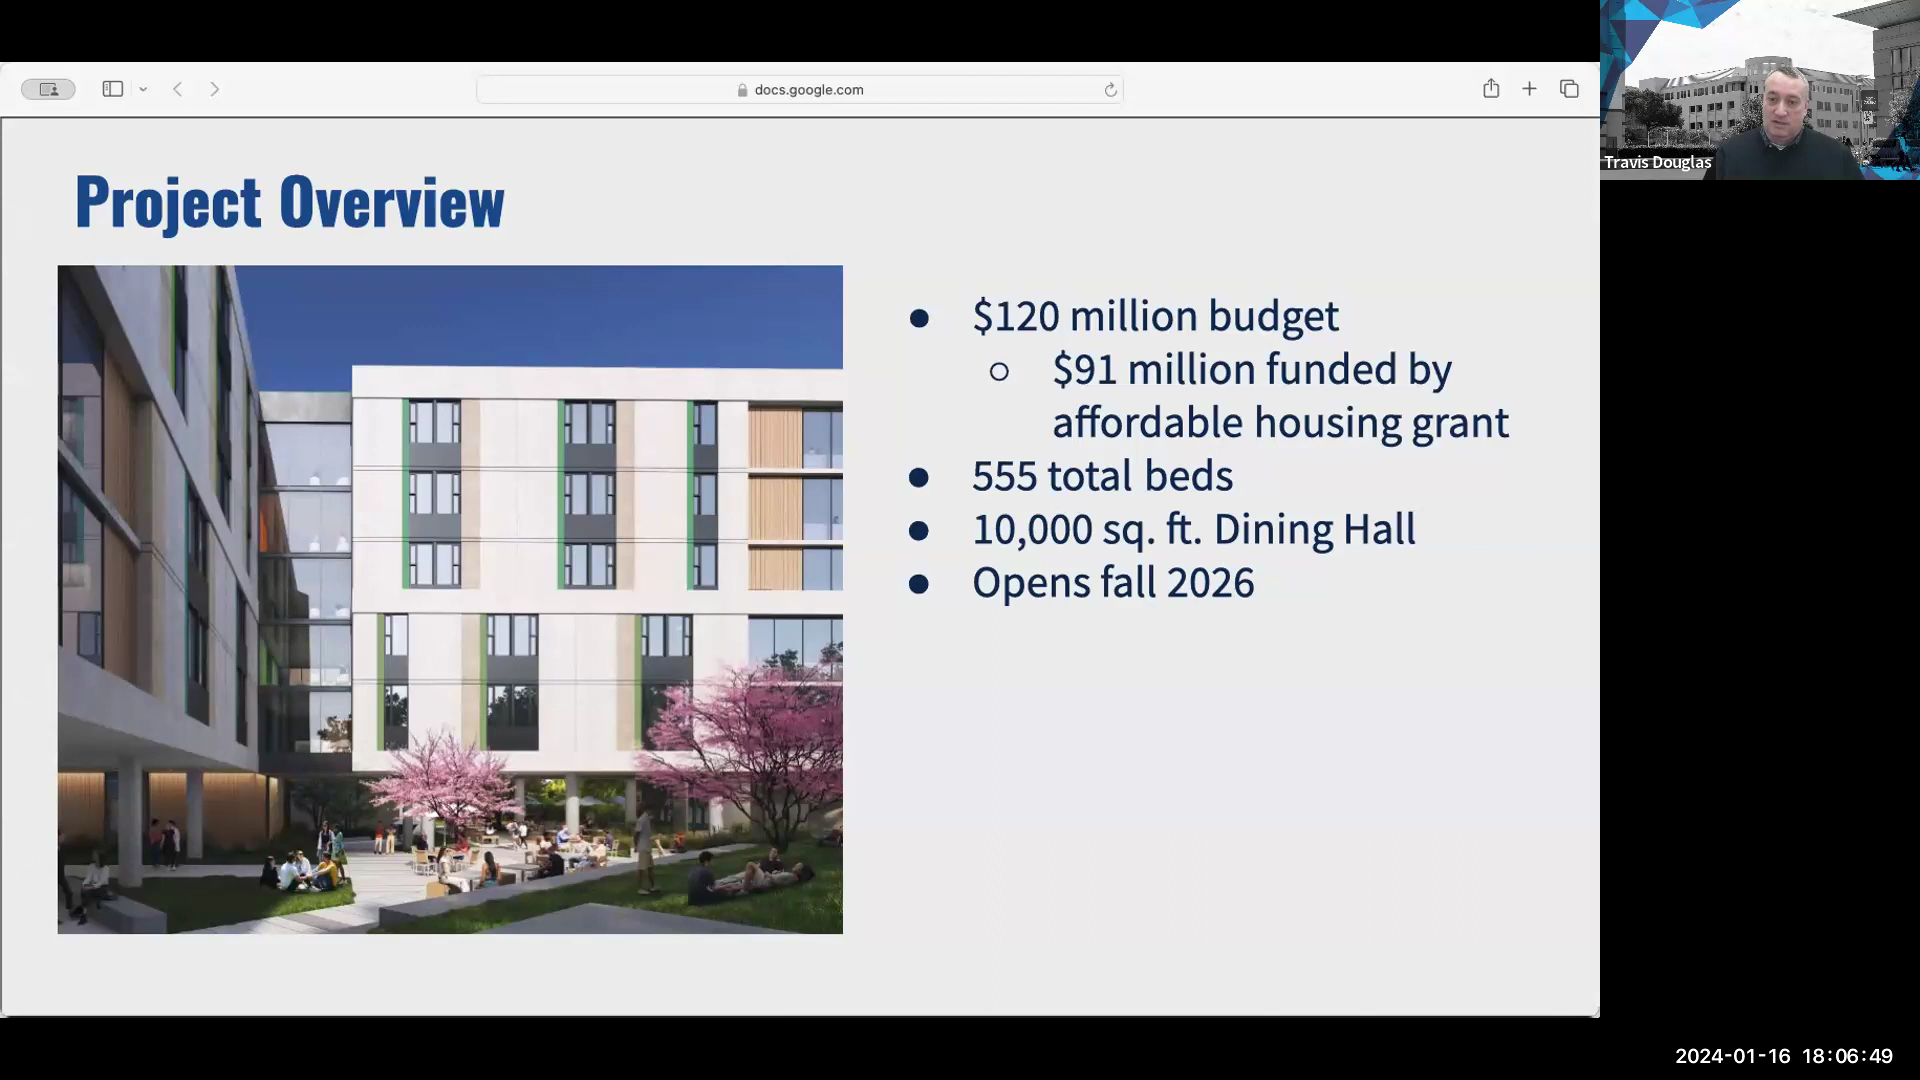 docs.google.com
Travis Douglas
Project Overview
● $120 million budget
○ $91 million funded by
affordable housing grant
● 555 total beds
● 10,000 sq. ft. Dining Hall
● Opens fall 2026
2024-01-16 18:06:49